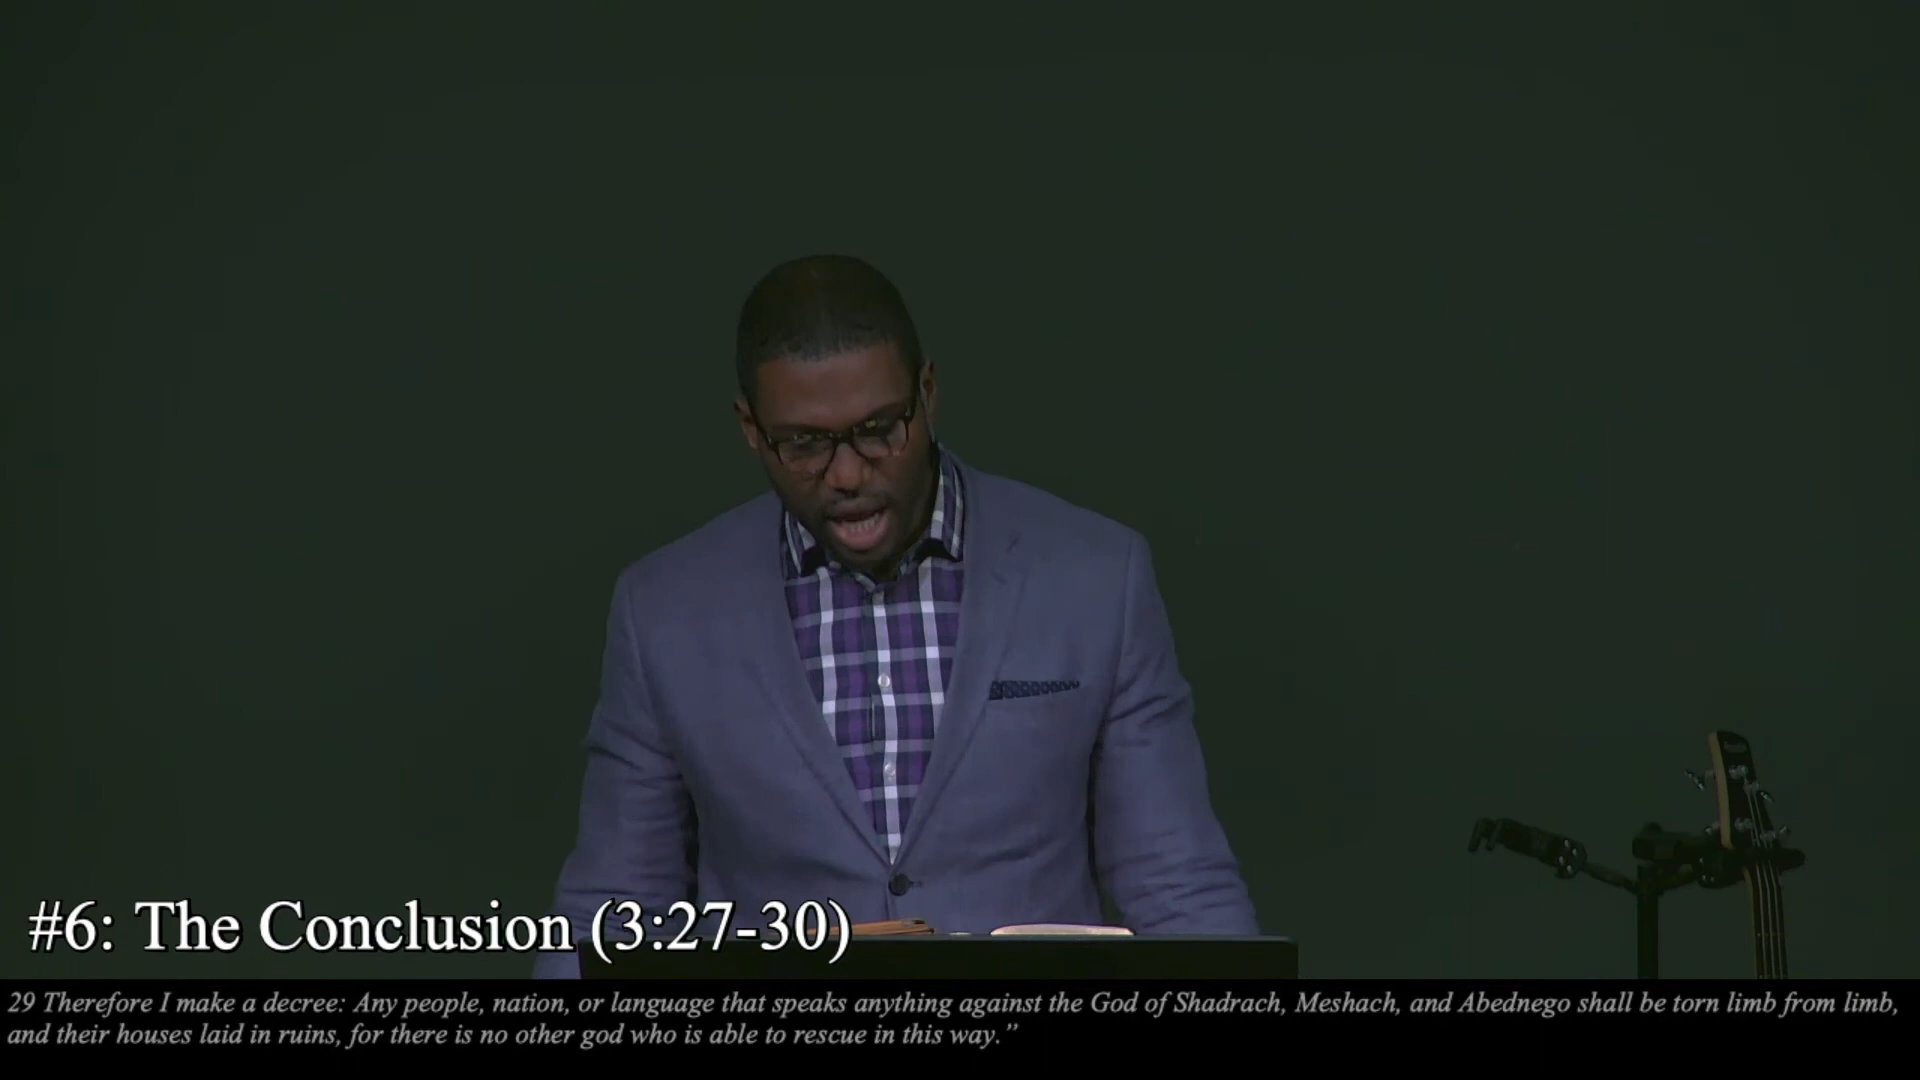 #6: The Conclusion (3:27-30)
29 Therefore I make a decree: Any people, nation, or language that speaks anything against the God of Shadrach, Meshach, and Abednego shall be torn limb from limb,
and their houses laid in ruins, for there is no other god who is able to rescue in this way.”